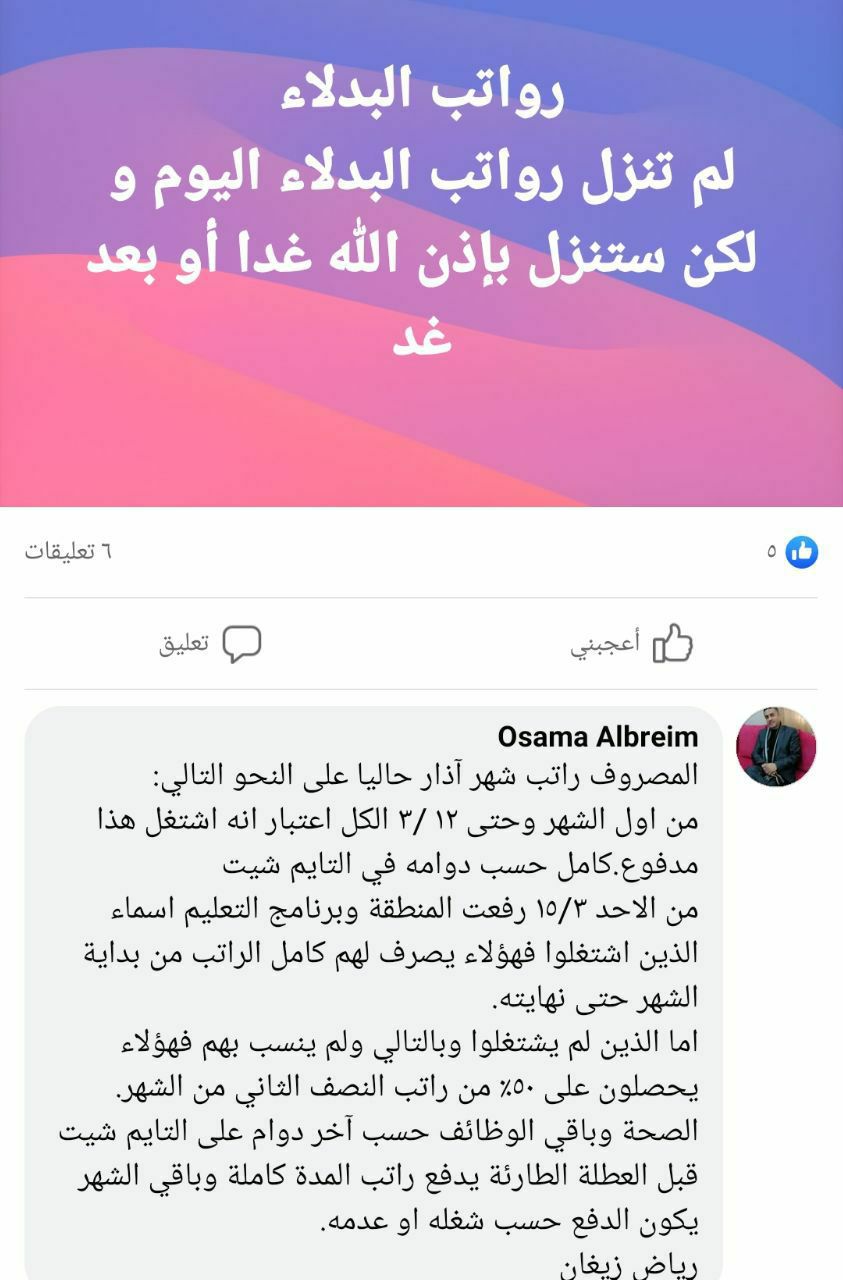 رواتب البدلاء
لم تنزل رواتب البدلاء اليوم و
لكن ستنزل بإذن الله غدا أو بعد
غد
٥
٦ تعليقات
أعجبني
تعليق
Osama Albreim
المصروف راتب شهر آذار حاليا على النحو التالي:
من اول الشهر وحتى ١٢ /٣ الكل اعتبار انه اشتغل هذا
مدفوع.كامل حسب دوامه في التايم شيت
من الاحد ١٥/٣ رفعت المنطقة وبرنامج التعليم اسماء
الذين اشتغلوا فهؤلاء يصرف لهم كامل الراتب من بداية
الشهر حتى نهايته.
اما الذين لم يشتغلوا وبالتالي ولم ينسب بهم فهؤلاء
يحصلون على ٥٠٪ من راتب النصف الثاني من الشهر.
الصحة وباقي الوظائف حسب آخر دوام على التايم شيت
قبل العطلة الطارئة يدفع راتب المدة كاملة وباقي الشهر
يكون الدفع حسب شغله او عدمه.
رياض زيغان